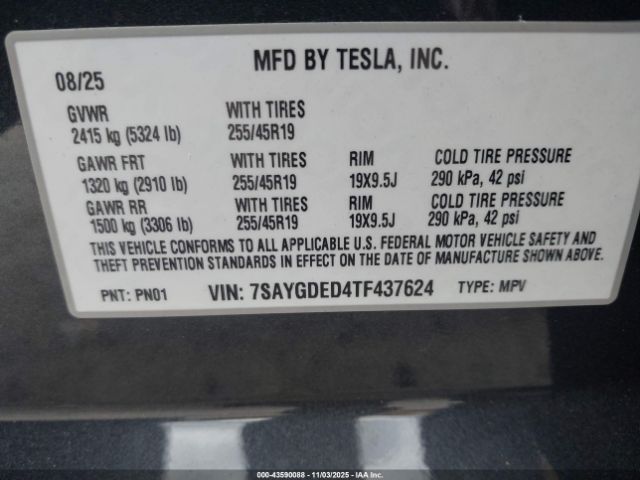 MFD BY TESLA, INC.
08/25
GVWR WITH TIRES
2415 kg (5324 lb) 255/45R19
GAWR FRT WITH TIRES RIM COLD TIRE PRESSURE
1320 kg (2910 lb) 255/45R19 19X9.5J 290 kPa, 42 psi
GAWR RR WITH TIRES RIM COLD TIRE PRESSURE
1500 kg (3306 lb) 255/45R19 19X9.5J 290 kPa, 42 psi
THIS VEHICLE CONFORMS TO ALL APPLICABLE U.S. FEDERAL MOTOR VEHICLE SAFETY AND
THEFT PREVENTION STANDARDS IN EFFECT ON THE DATE OF MANUFACTURE SHOWN ABOVE.
PNT: PN01 VIN: 7SAYGDED4TF437624 TYPE: MPV
000-43590088 - 11/03/2025 - IAAI.COM